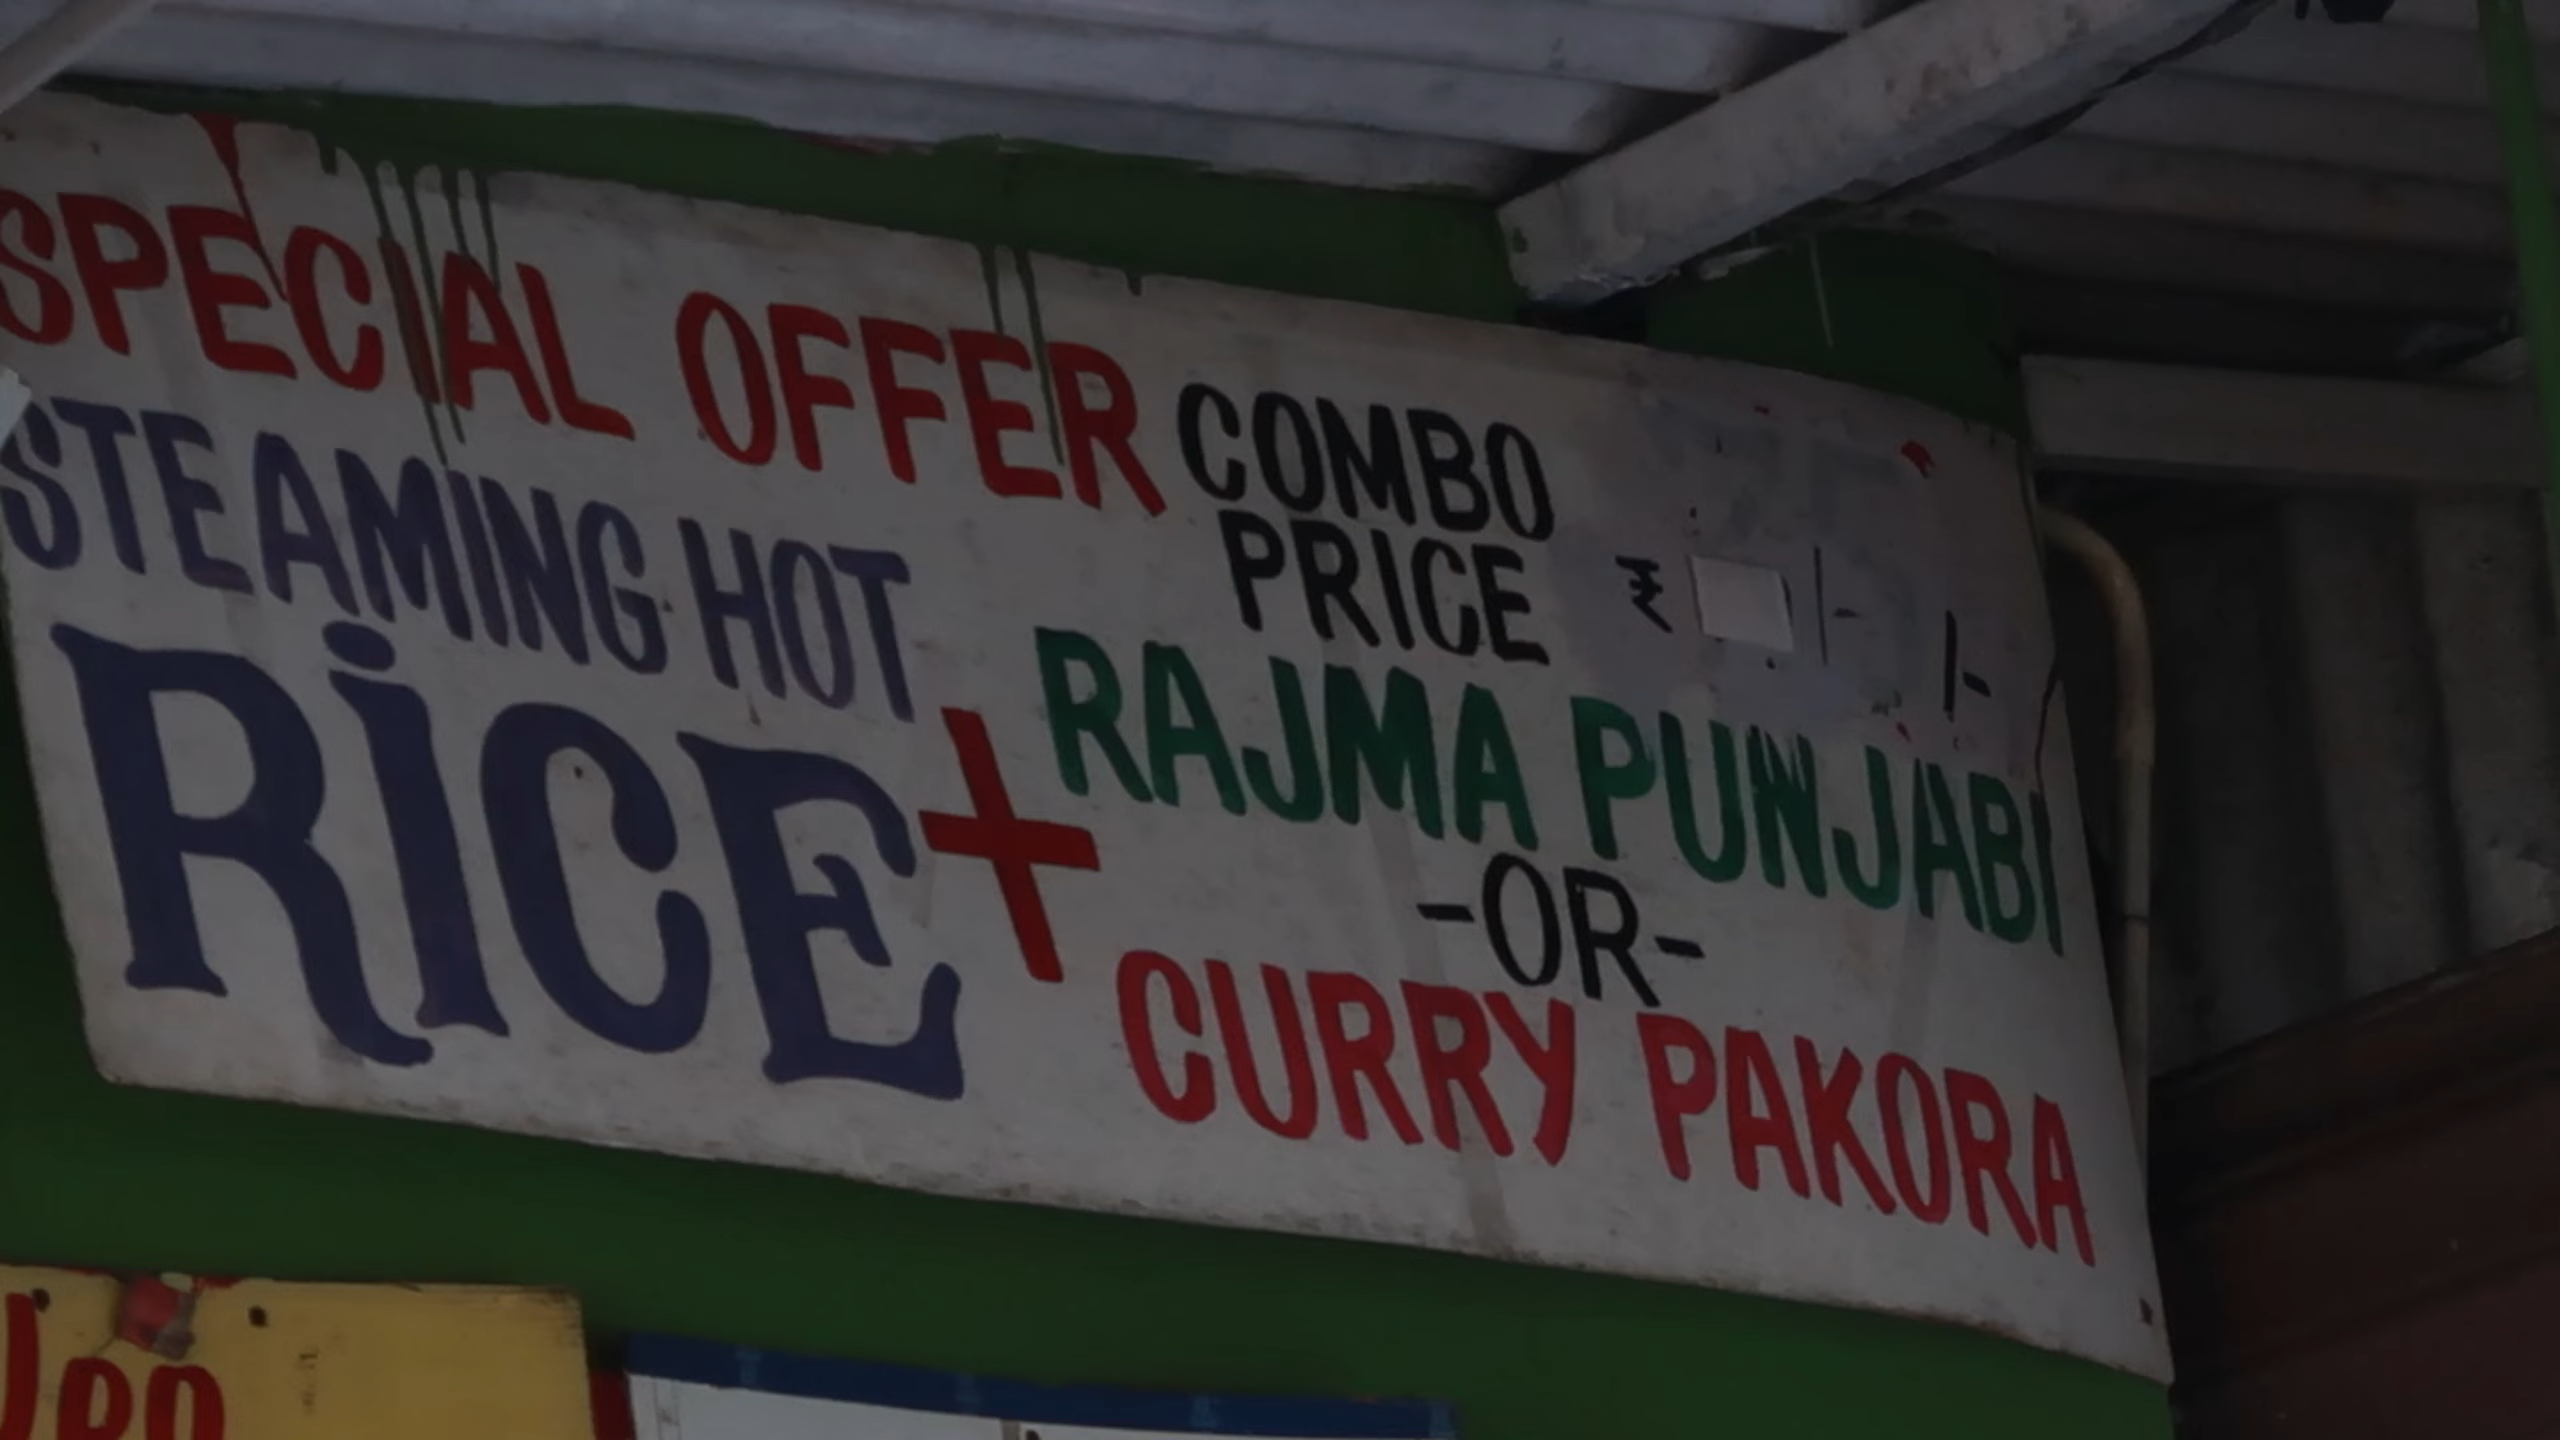 SPECIAL OFFER
COMBO
PRICE ₹ /- /-
STEAMING HOT
RICE +
RAJMA PUNJABI
-OR-
CURRY PAKORA